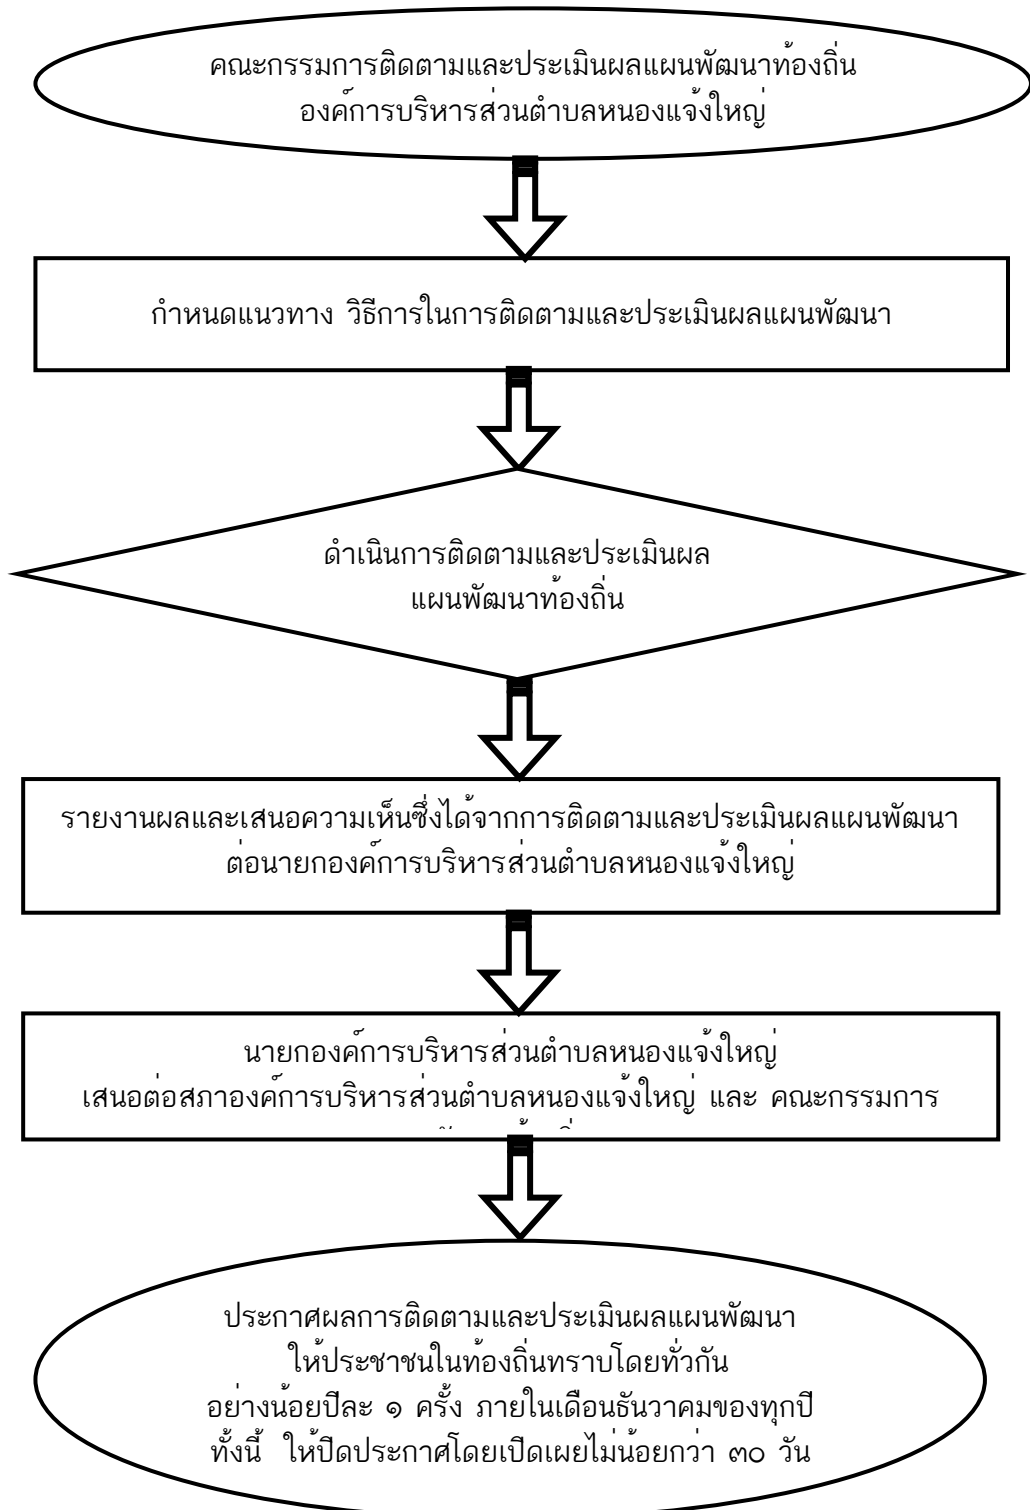 คณะกรรมการติดตามและประเมินผลแผนพัฒนาท้องถิ่น
องค์การบริหารส่วนตำบลหนองแจ้งใหญ่
กำหนดแนวทาง วิธีการในการติดตามและประเมินผลแผนพัฒนา
ดำเนินการติดตามและประเมินผล
แผนพัฒนาท้องถิ่น
รายงานผลและเสนอความเห็นซึ่งได้จากการติดตามและประเมินผลแผนพัฒนา
ต่อนายกองค์การบริหารส่วนตำบลหนองแจ้งใหญ่
นายกองค์การบริหารส่วนตำบลหนองแจ้งใหญ่
เสนอต่อสภาองค์การบริหารส่วนตำบลหนองแจ้งใหญ่ และ คณะกรรมการ
ประกาศผลการติดตามและประเมินผลแผนพัฒนา
ให้ประชาชนในท้องถิ่นทราบโดยทั่วกัน
อย่างน้อยปีละ ๑ ครั้ง ภายในเดือนธันวาคมของทุกปี
ทั้งนี้ ให้ปิดประกาศโดยเปิดเผยไม่น้อยกว่า ๓๐ วัน